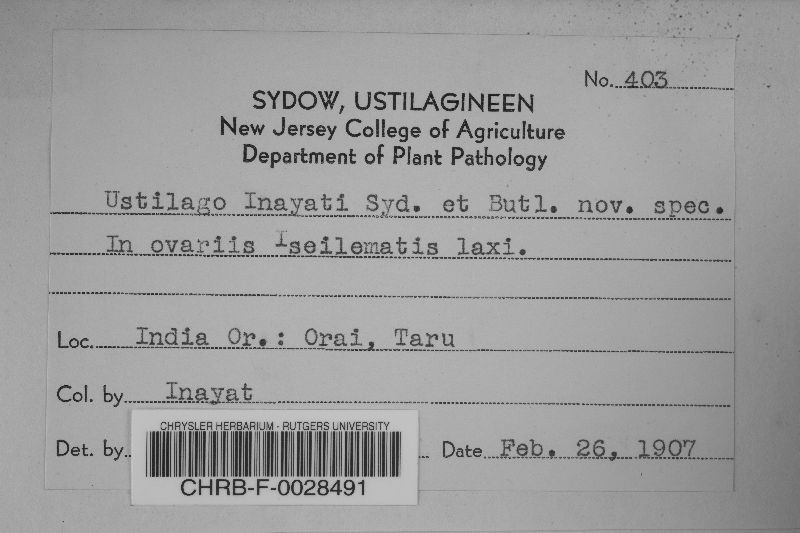 No. 403
SYDOW, USTILAGINEEN
New Jersey College of Agriculture
Department of Plant Pathology
Ustilago Inayati Syd. et Butl. nov. spec.
In ovariis Iseilematis laxi.
Loc. India Or.: Orai, Taru
Col. by Inayat
Det. by
Date Feb. 26, 1907
CHRYSLER HERBARIUM - RUTGERS UNIVERSITY
CHRB-F-0028491